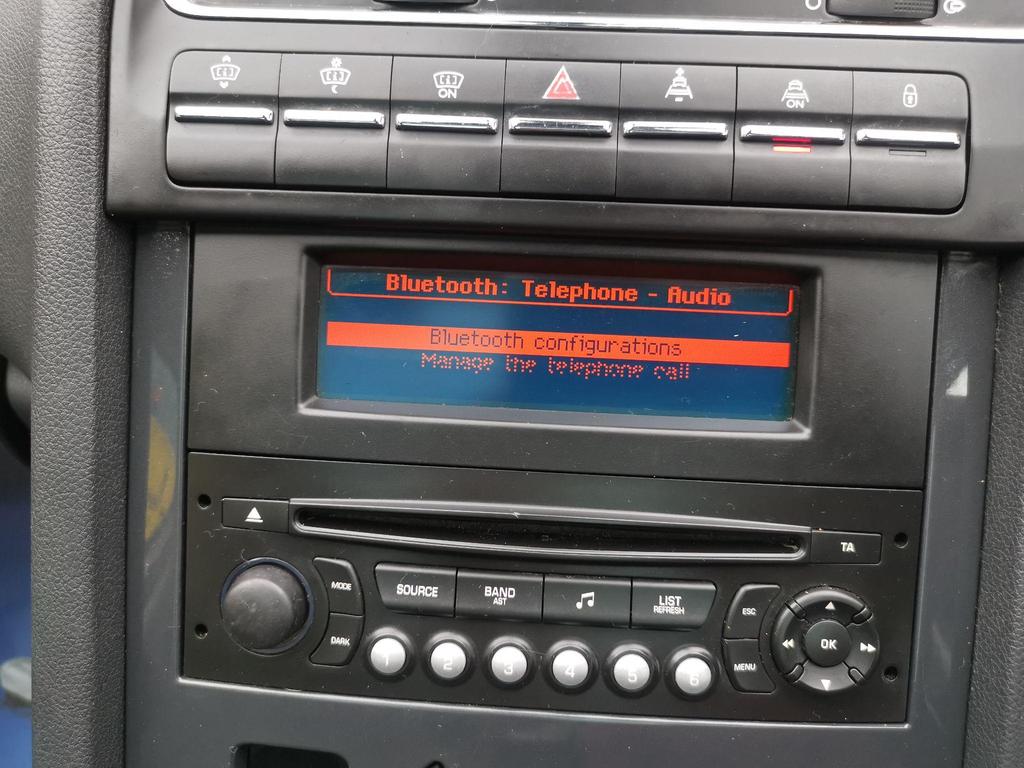 ON
ON
Bluetooth: Telephone - Audio
Bluetooth configurations
Manage the telephone call
TA
MODE
DARK
SOURCE
BAND
AST
LIST
REFRESH
ESC
MENU
OK
1 2 3 4 5 6